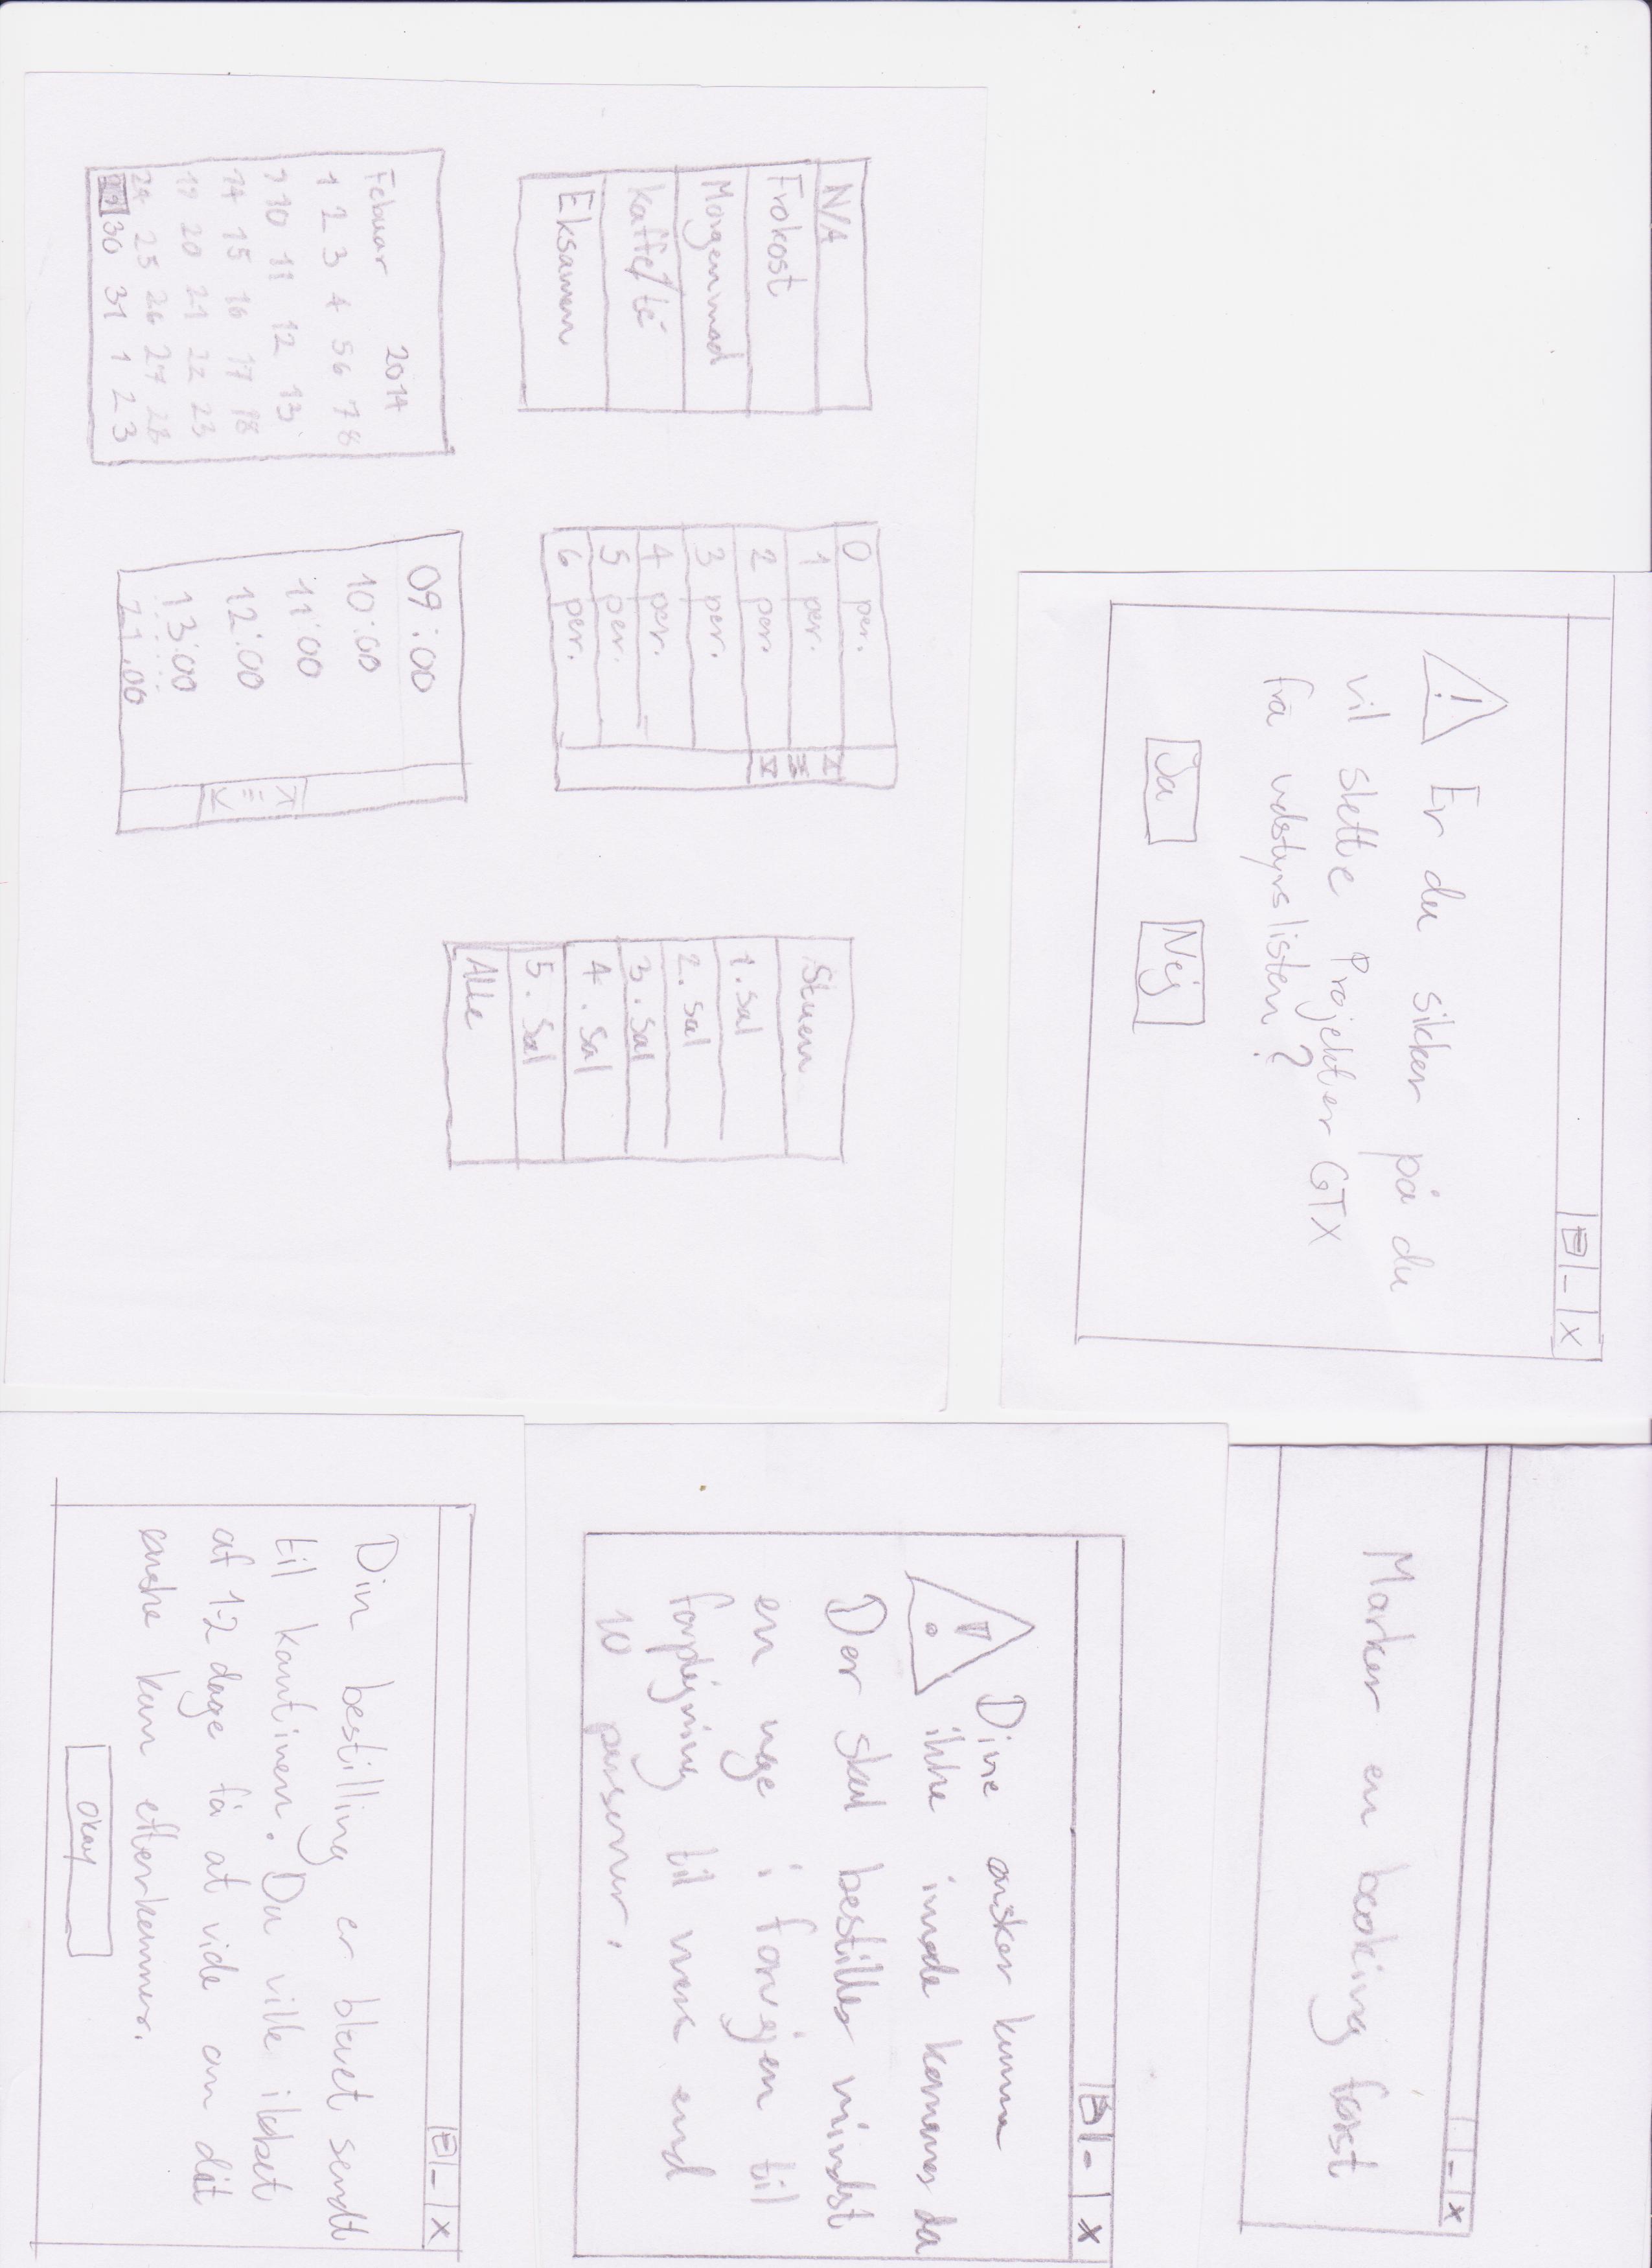 N/A
Frokost
Morgenmad
Kaffe/té
Eksamen
0 per.
1 per.
2 per.
3 per.
4 per.
5 per.
6 per.
Stuen
1. sal
2. sal
3. sal
4. sal
5. sal
Alle
Febuar 2014
1 2 3 4 5 6 7 8
9 10 11 12 13
14 15 16 17 18
19 20 21 22 23
24 25 26 27 28
30 31 1 2 3
09:00
10:00
11:00
12:00
13:00
21.00
- X
! Er du sikker på du
vil slette Projekter GTX
fra udstyrslisten?
Ja Nej
- X
Marker en booking først
- X
! Dine ønsker kunne
ikke imødekommes da
Der skal bestilles mindst
en uge i forvejen til
forplejning til mere end
10 personer.
- X
Din bestilling er blevet sendt
til kantinen. Du ville i løbet
af 1-2 dage få at vide om dit
ønske kan efterkommes.
okay